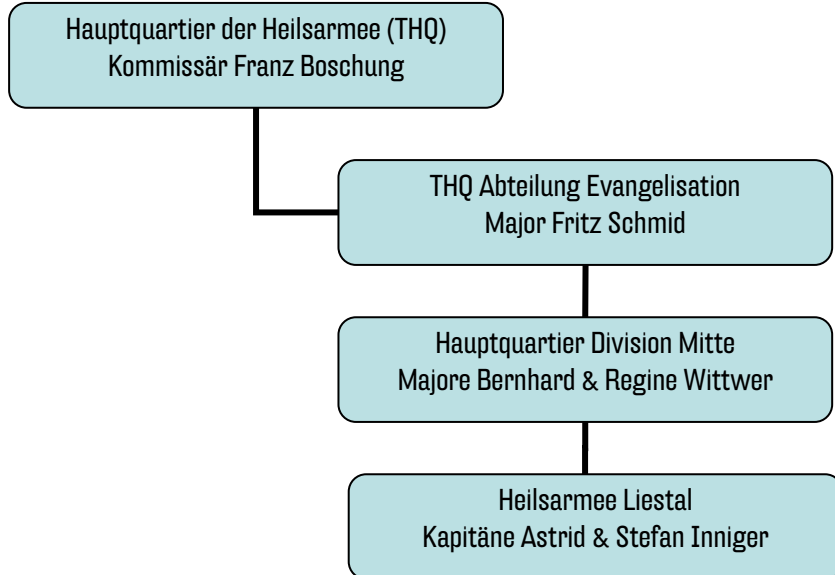 Hauptquartier der Heilsarmee (THQ)
Kommissär Franz Boschung
THQ Abteilung Evangelisation
Major Fritz Schmid
Hauptquartier Division Mitte
Majore Bernhard & Regine Wittwer
Heilsarmee Liestal
Kapitäne Astrid & Stefan Inniger